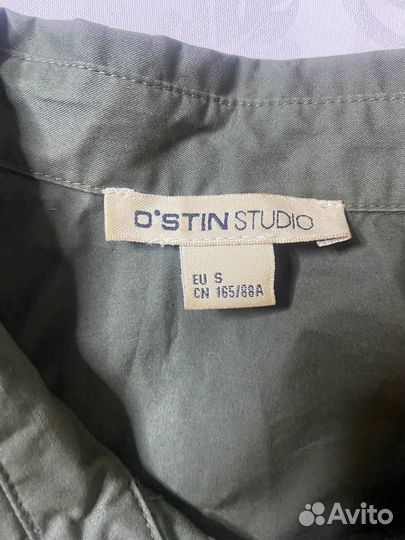 O'STIN STUDIO
EU S
CN 165/88A
Avito